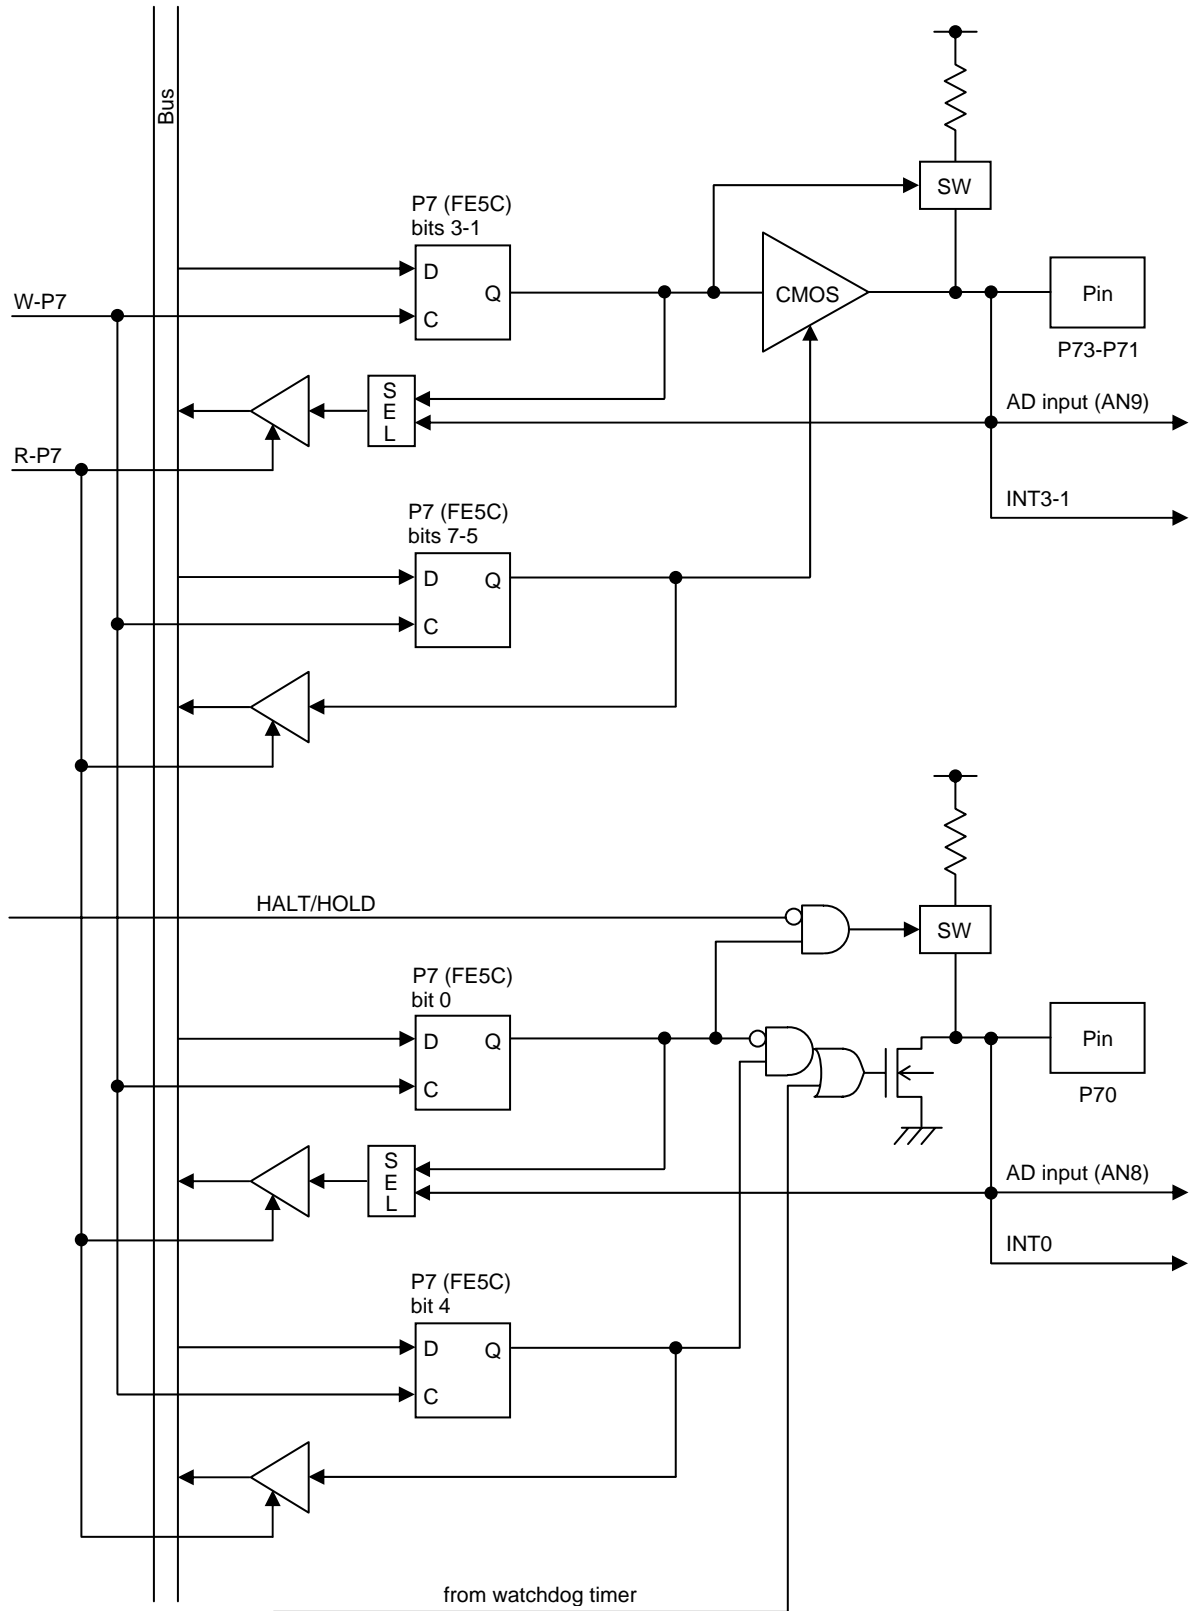 Bus
P7 (FE5C)
bits 3-1
SW
D
Q
C
CMOS
Pin
P73-P71
W-P7
SEL
AD input (AN9)
R-P7
INT3-1
P7 (FE5C)
bits 7-5
D
Q
C
HALT/HOLD
SW
P7 (FE5C)
bit 0
D
Q
C
Pin
P70
SEL
AD input (AN8)
INT0
P7 (FE5C)
bit 4
D
Q
C
from watchdog timer